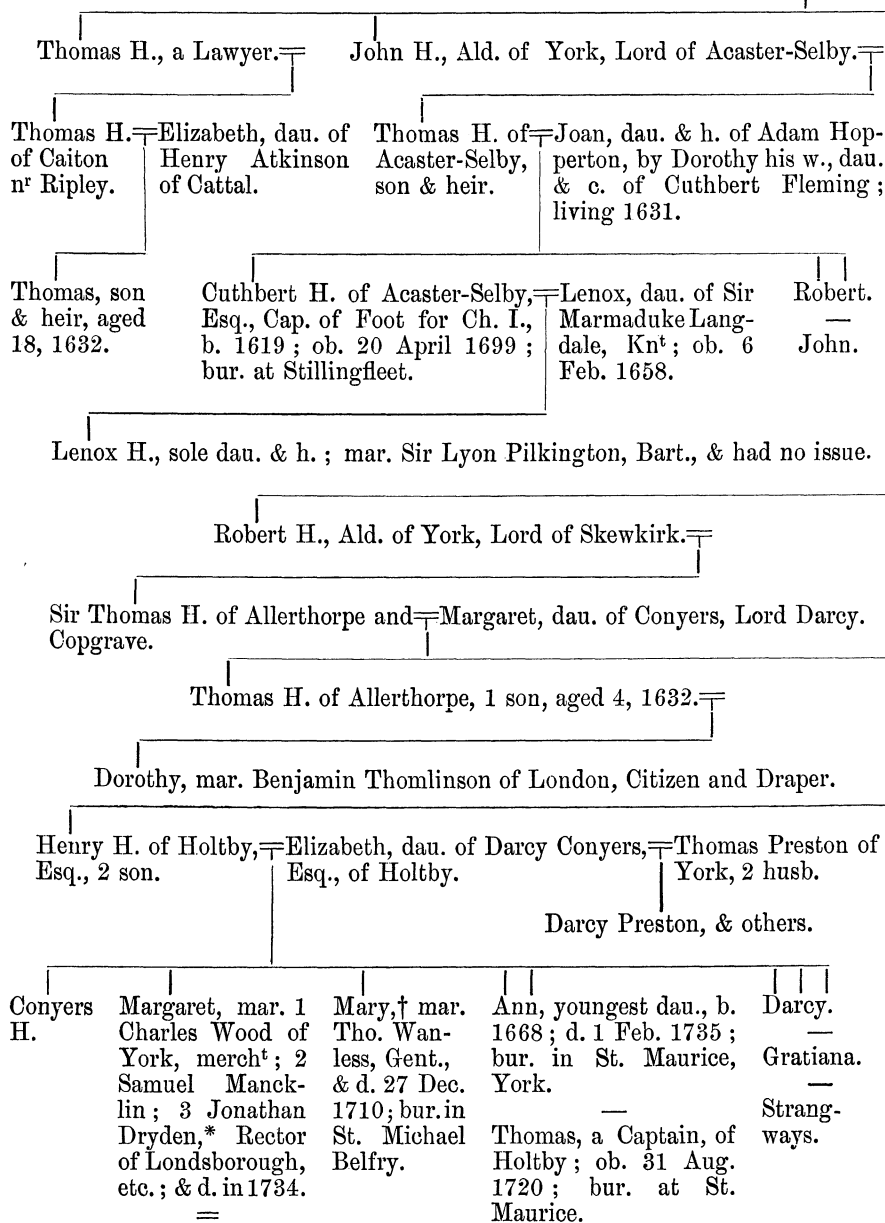 Thomas H., a Lawyer.
John H., Ald. of York, Lord of Acaster-Selby.
Thomas H.
of Caiton
nʳ Ripley.
Elizabeth, dau. of
Henry Atkinson
of Cattal.
Thomas H. of
Acaster-Selby,
son & heir.
Joan, dau. & h. of Adam Hop-
perton, by Dorothy his w., dau.
& c. of Cuthbert Fleming ;
living 1631.
Thomas, son
& heir, aged
18, 1632.
Cuthbert H. of Acaster-Selby,
Esq., Cap. of Foot for Ch. I.,
b. 1619 ; ob. 20 April 1699 ;
bur. at Stillingfleet.
Lenox, dau. of Sir
Marmaduke Lang-
dale, Knᵗ ; ob. 6
Feb. 1658.
Robert.
—
John.
Lenox H., sole dau. & h. ; mar. Sir Lyon Pilkington, Bart., & had no issue.
Robert H., Ald. of York, Lord of Skewkirk.
Sir Thomas H. of Allerthorpe and
Copgrave.
Margaret, dau. of Conyers, Lord Darcy.
Thomas H. of Allerthorpe, 1 son, aged 4, 1632.
Dorothy, mar. Benjamin Thomlinson of London, Citizen and Draper.
Henry H. of Holtby,
Esq., 2 son.
Elizabeth, dau. of Darcy Conyers,
Esq., of Holtby.
Thomas Preston of
York, 2 husb.
Darcy Preston, & others.
Conyers
H.
Margaret, mar. 1
Charles Wood of
York, merchᵗ ; 2
Samuel Manck-
lin ; 3 Jonathan
Dryden,* Rector
of Londsborough,
etc. ; & d. in 1734.
=
Mary,† mar.
Tho. Wan-
less, Gent.,
& d. 27 Dec.
1710 ; bur. in
St. Michael
Belfry.
Ann, youngest dau., b.
1668 ; d. 1 Feb. 1735 ;
bur. in St. Maurice,
York.
—
Thomas, a Captain, of
Holtby ; ob. 31 Aug.
1720 ; bur. at St.
Maurice.
Darcy.
—
Gratiana.
—
Strang-
ways.